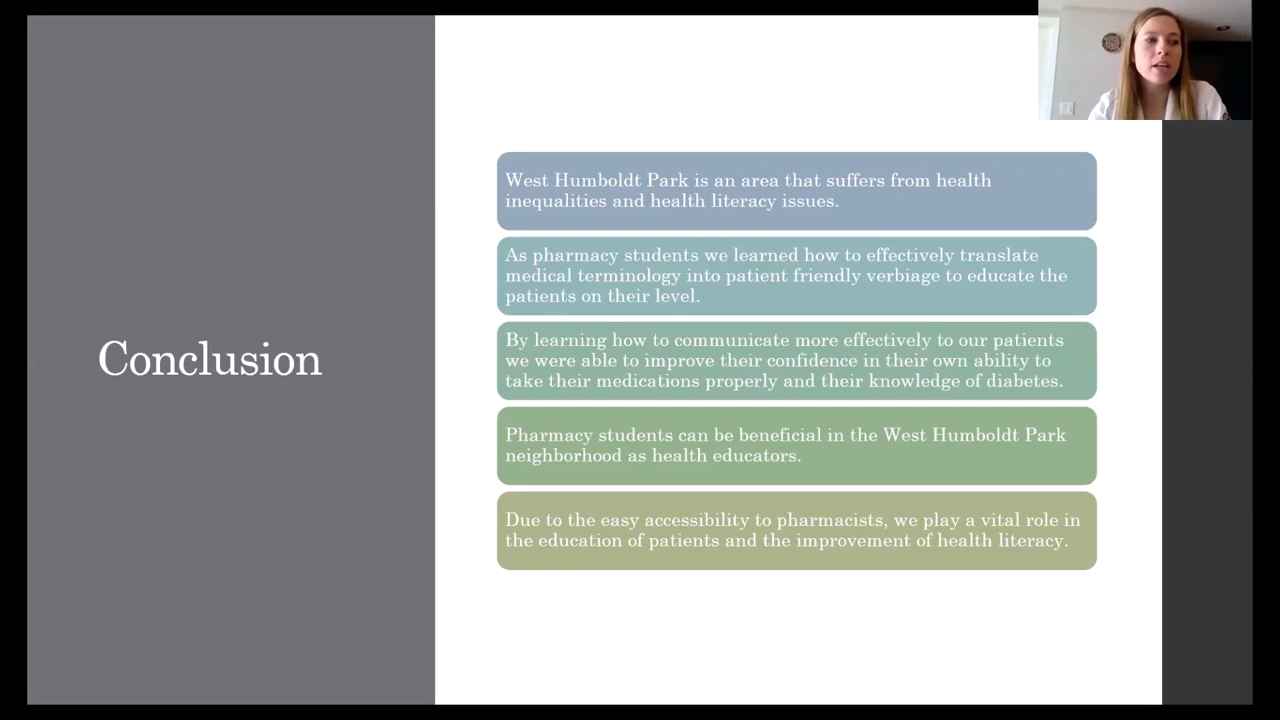 Conclusion
West Humboldt Park is an area that suffers from health
inequalities and health literacy issues.
As pharmacy students we learned how to effectively translate
medical terminology into patient friendly verbiage to educate the
patients on their level.
By learning how to communicate more effectively to our patients
we were able to improve their confidence in their own ability to
take their medications properly and their knowledge of diabetes.
Pharmacy students can be beneficial in the West Humboldt Park
neighborhood as health educators.
Due to the easy accessibility to pharmacists, we play a vital role in
the education of patients and the improvement of health literacy.